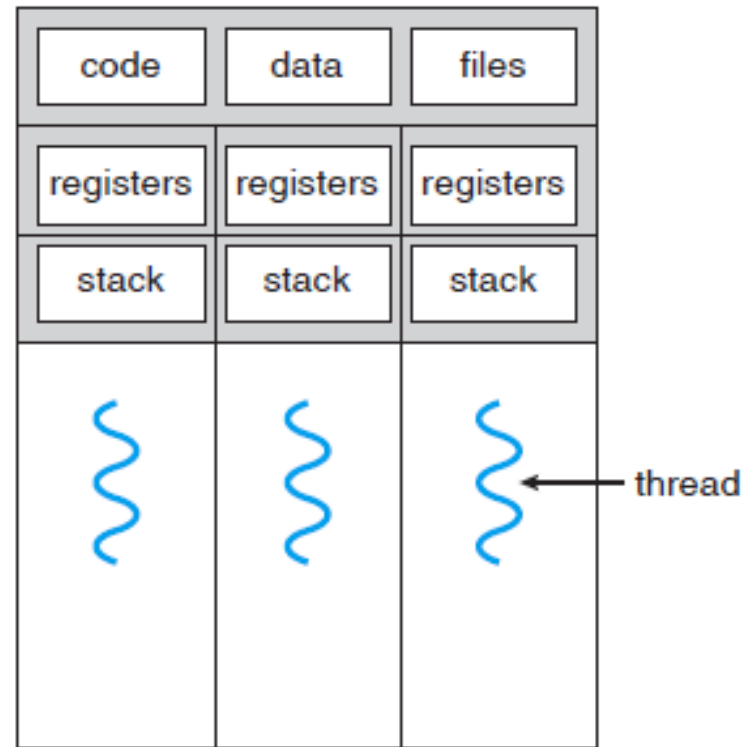 code data files
registers registers registers
stack stack stack
thread